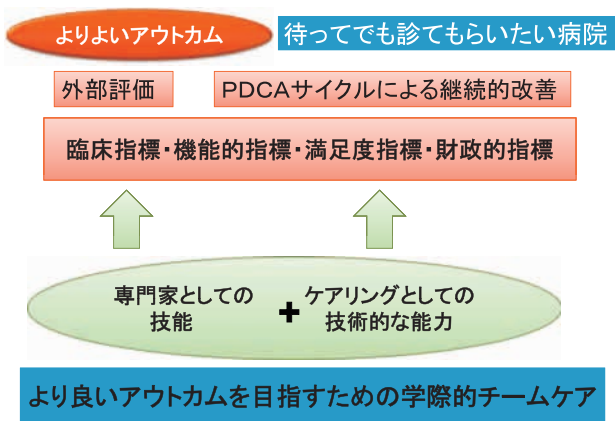 よりよいアウトカム
待ってでも診てもらいたい病院
外部評価
PDCAサイクルによる継続的改善
臨床指標・機能的指標・満足度指標・財政的指標
専門家としての
技能
+
ケアリングとしての
技術的な能力
より良いアウトカムを目指すための学際的チームケア